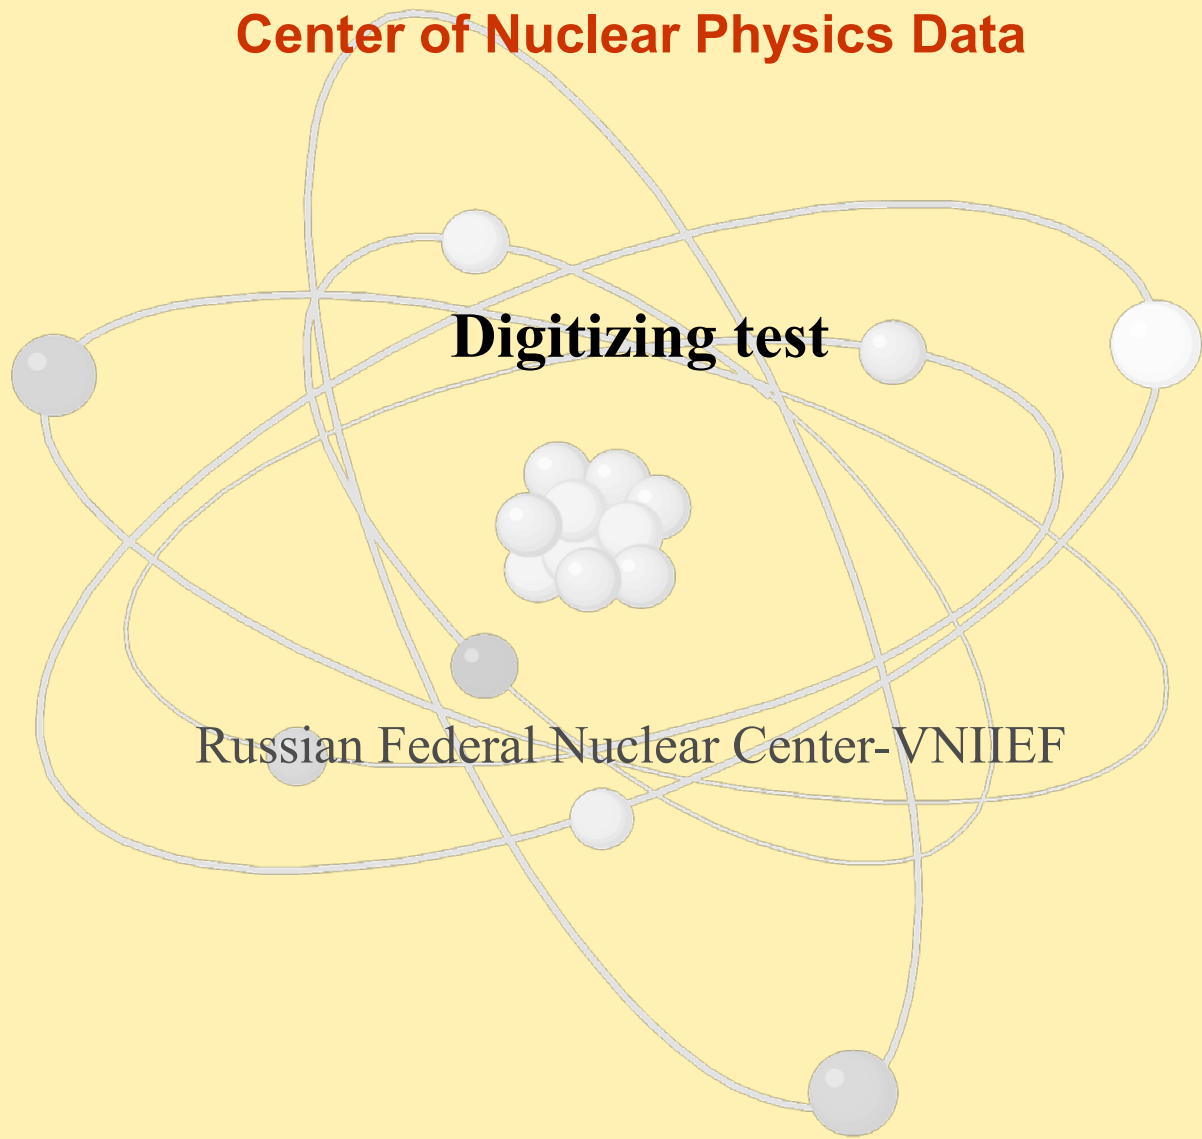 Center of Nuclear Physics Data
Digitizing test
Russian Federal Nuclear Center-VNIIEF